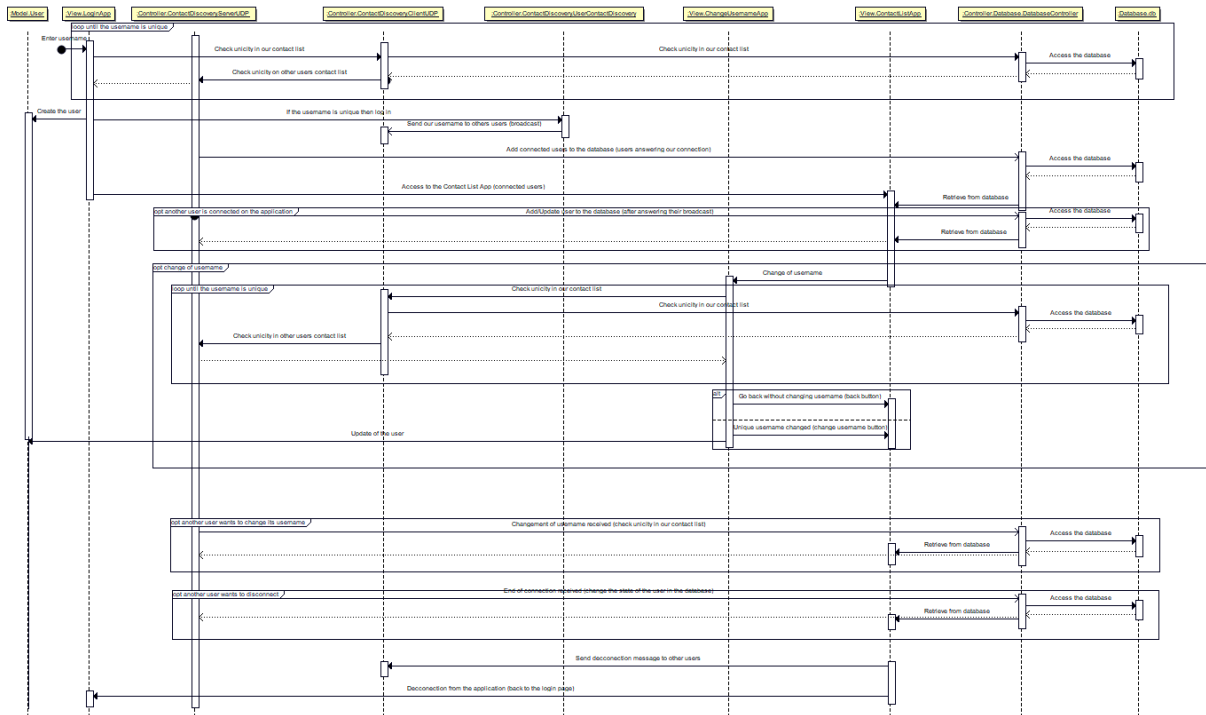 :Model.User
:View.LoginApp
:Controller.ContactDiscovery.ServerUDP
:Controller.ContactDiscovery.ClientUDP
:Controller.ContactDiscovery.UserContactDiscovery
:View.ChangeUsernameApp
:View.ContactListApp
:Controller.Database.DatabaseController
:Database.db
loop until the username is unique
Enter username
Check unicity in our contact list
Check unicity in our contact list
Access the database
Check unicity on other users contact list
Create the user
If the username is unique then log in
Send our username to others users (broadcast)
Add connected users to the database (users answering our connection)
Access the database
Access to the Contact List App (connected users)
Retrieve from database
opt another user is connected on the application
Add/Update user to the database (after answering their broadcast)
Access the database
Retrieve from database
opt change of username
Change of username
loop until the username is unique
Check unicity in our contact list
Check unicity in our contact list
Access the database
Check unicity in other users contact list
alt
Go back without changing username (back button)
Unique username changed (change username button)
Update of the user
opt another user wants to change its username
Changement of username received (check unicity in our contact list)
Access the database
Retrieve from database
opt another user wants to disconnect
End of connection received (change the state of the user in the database)
Access the database
Retrieve from database
Send decconection message to other users
Decconection from the application (back to the login page)